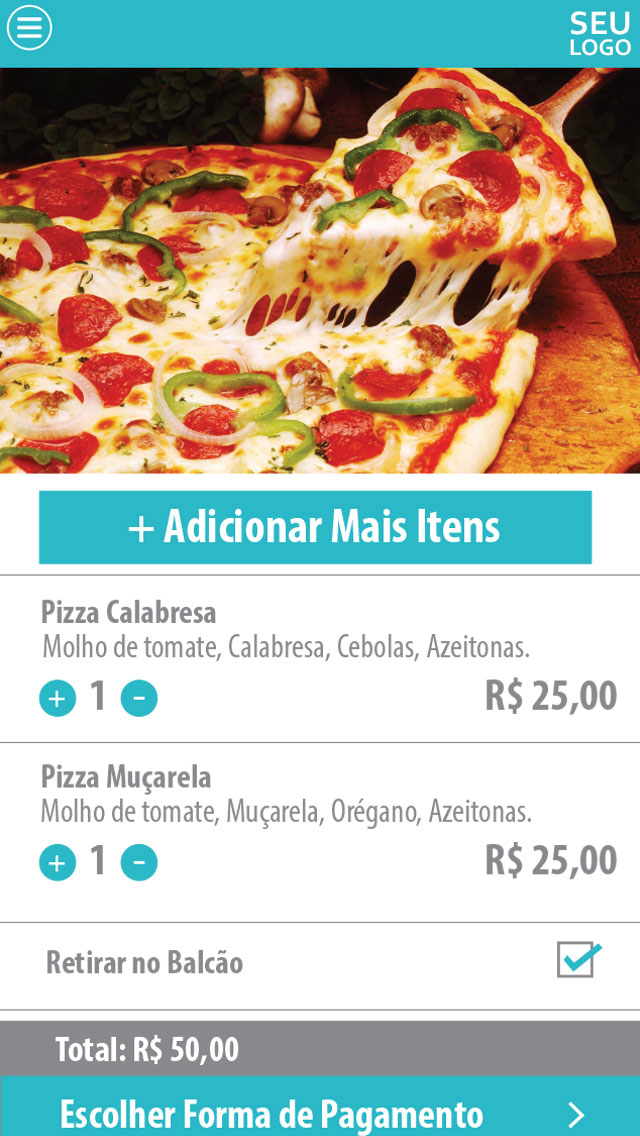 SEU
LOGO
+ Adicionar Mais Itens
Pizza Calabresa
Molho de tomate, Calabresa, Cebolas, Azeitonas.
+ 1 - R$ 25,00
Pizza Muçarela
Molho de tomate, Muçarela, Orégano, Azeitonas.
+ 1 - R$ 25,00
Retirar no Balcão
Total: R$ 50,00
Escolher Forma de Pagamento >